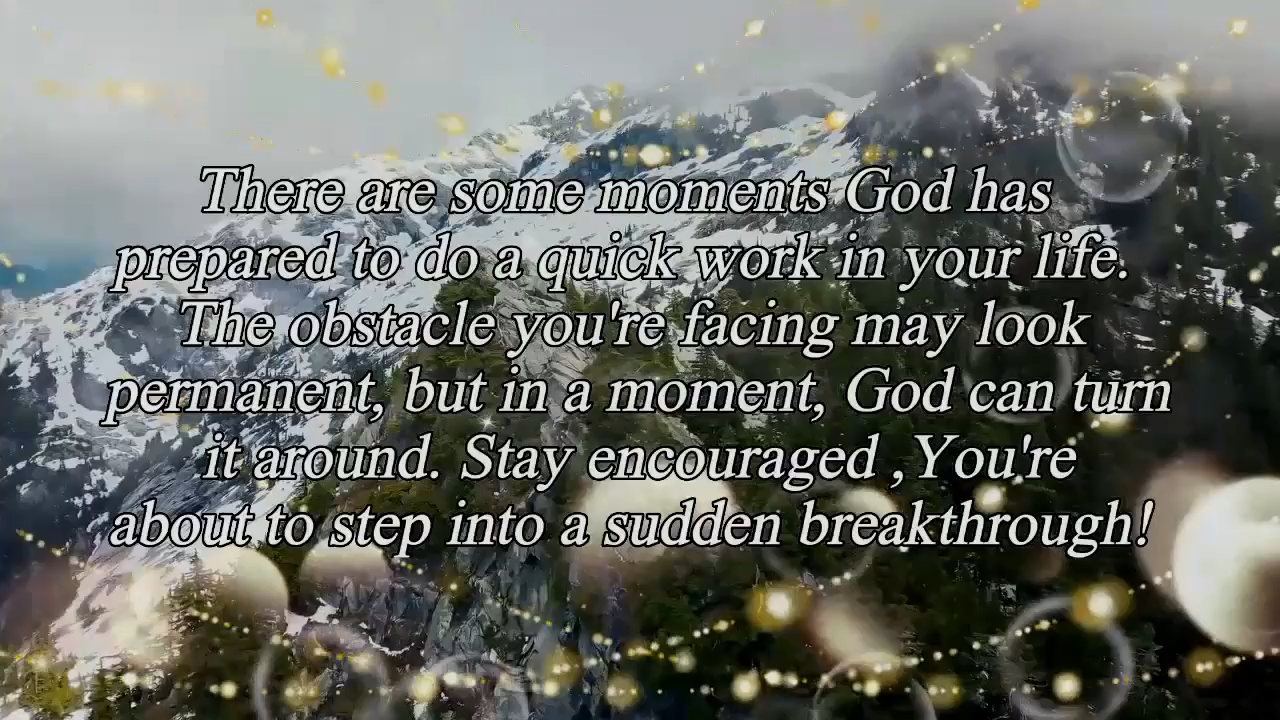 There are some moments God has
prepared to do a quick work in your life.
The obstacle you're facing may look
permanent, but in a moment, God can turn
it around. Stay encouraged ,You're
about to step into a sudden breakthrough!